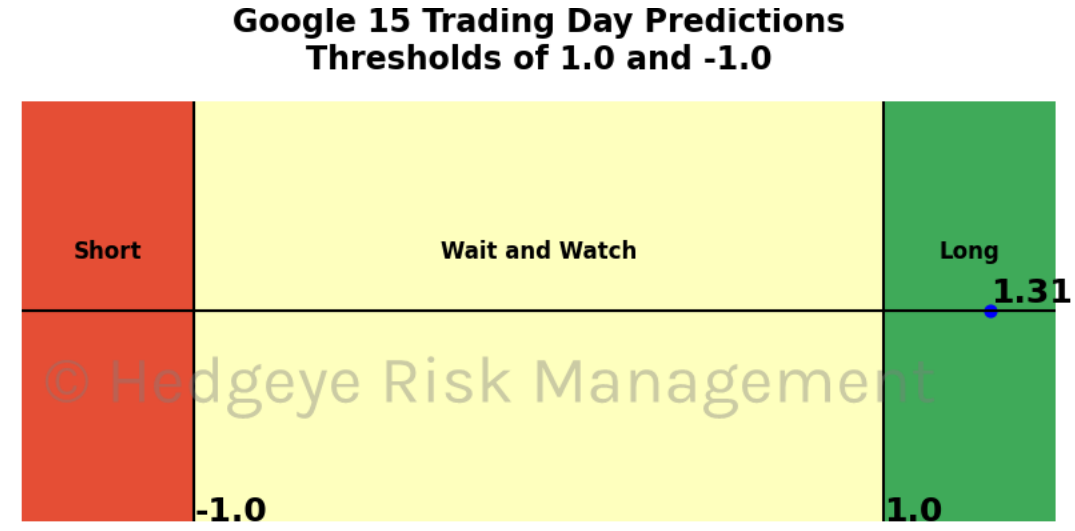 Google 15 Trading Day Predictions
Thresholds of 1.0 and -1.0
Short
Wait and Watch
Long
1.31
© Hedgeye Risk Management
-1.0
1.0